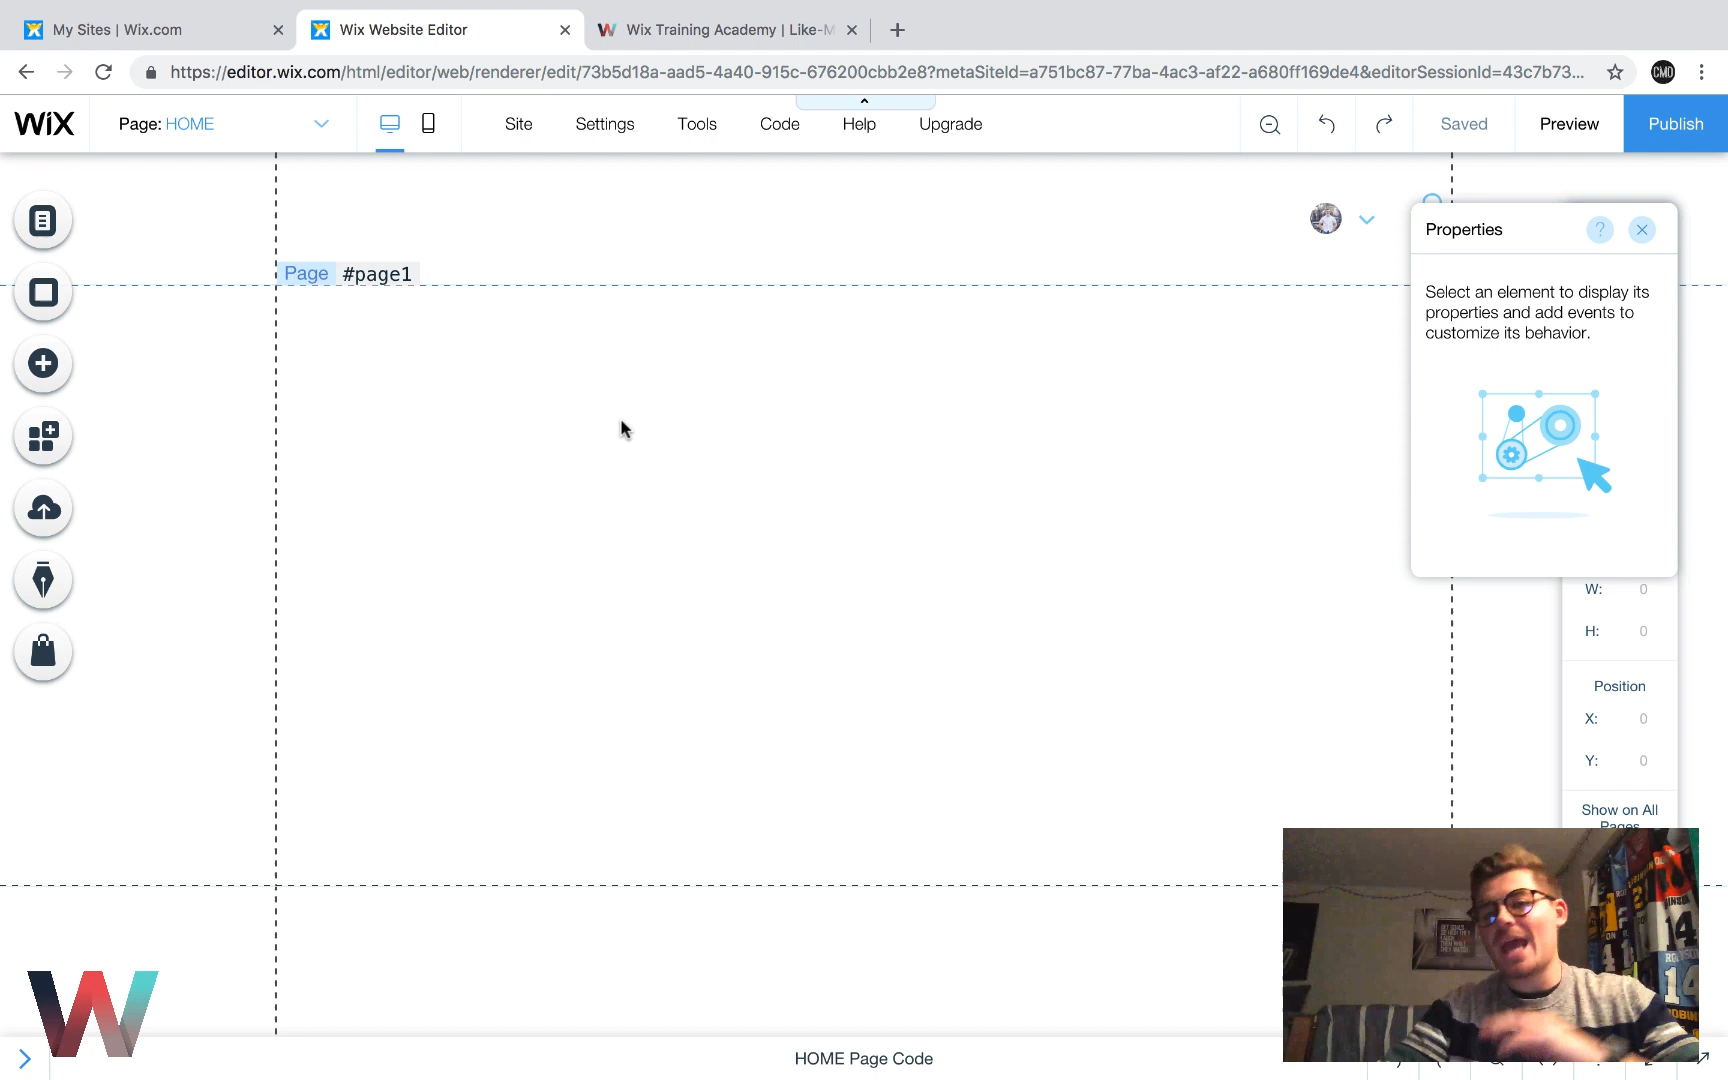 My Sites | Wix.com
Wix Website Editor
Wix Training Academy | Like-M
https://editor.wix.com/html/editor/web/renderer/edit/73b5d18a-aad5-4a40-915c-676200cbb2e8?metaSiteId=a751bc87-77ba-4ac3-af22-a680ff169de4&editorSessionId=43c7b73...
CMD
WiX
Page: HOME
Site
Settings
Tools
Code
Help
Upgrade
Saved
Preview
Publish
Page #page1
Properties
?
Select an element to display its
properties and add events to
customize its behavior.
W: 0
H: 0
Position
X: 0
Y: 0
Show on All
Pages
W
HOME Page Code
14
14